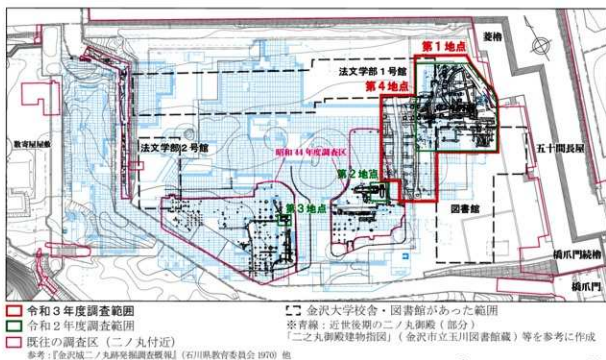 第1地点
菱櫓
法文学部1号館
第4地点
数寄屋屋敷
五十間長屋
法文学部2号館
昭和44年度調査区
第2地点
第3地点
図書館
橋爪門続櫓
橋爪門
令和3年度調査範囲
令和2年度調査範囲
既往の調査区(二ノ丸付近)
参考:『金沢城二ノ丸跡発掘調査概報』(石川県教育委員会 1970) 他
金沢大学校舎・図書館があった範囲
※青線:近世後期の二ノ丸御殿(部分)
「二之丸御殿建物指図」(金沢市立玉川図書館蔵)等を参考に作成